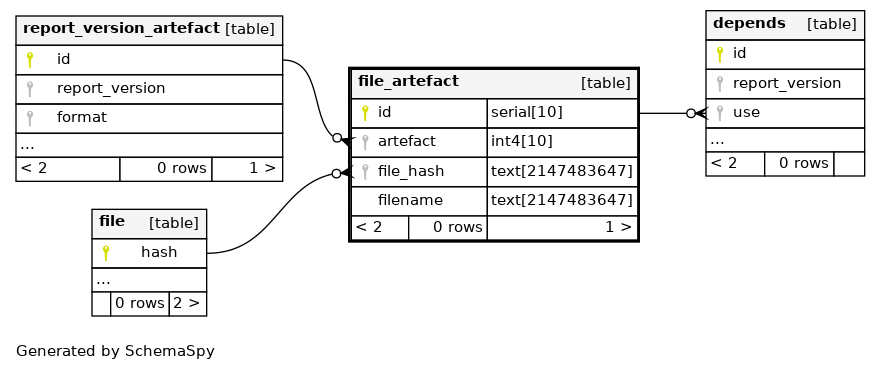 report_version_artefact [table]
id
report_version
format
...
< 2 0 rows 1 >
file_artefact [table]
id serial[10]
artefact int4[10]
file_hash text[2147483647]
filename text[2147483647]
< 2 0 rows 1 >
depends [table]
id
report_version
use
...
< 2 0 rows
file [table]
hash
...
0 rows 2 >
Generated by SchemaSpy